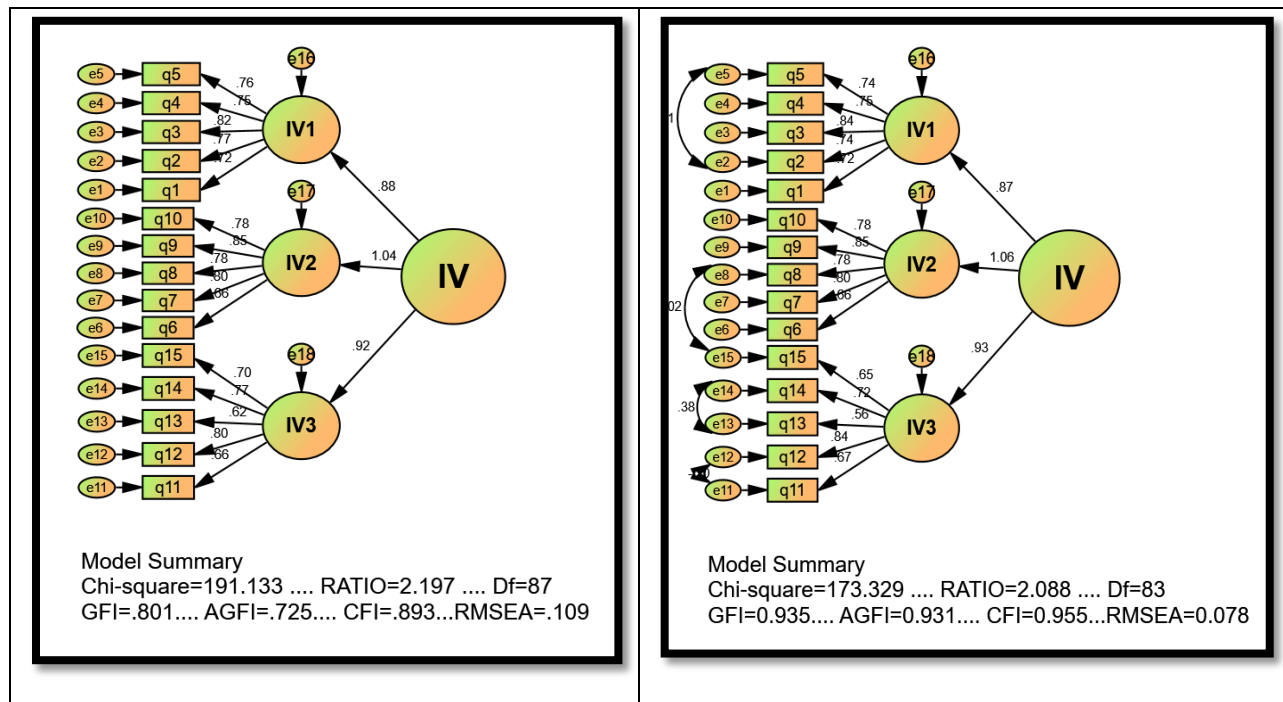 e16
e5 q5 .76
e4 q4 .75
e3 q3 .82 IV1
e2 q2 .77
e1 q1 .72
.88
e17
e10 q10 .78
e9 q9 .85
e8 q8 .78 IV2 1.04 IV
e7 q7 .80
e6 q6 .66
e18 .92
e15 q15 .70
e14 q14 .77
e13 q13 .62 IV3
e12 q12 .80
e11 q11 .66
Model Summary
Chi-square=191.133 .... RATIO=2.197 .... Df=87
GFI=.801.... AGFI=.725.... CFI=.893...RMSEA=.109
e16
e5 q5 .74
e4 q4 .75
1 e3 q3 .84 IV1
e2 q2 .74
e1 q1 .72
.87
e17
e10 q10 .78
e9 q9 .85
e8 q8 .78 IV2 1.06 IV
02 e7 q7 .80
e6 q6 .66
e18 .93
e15 q15 .65
e14 q14 .72
.38 e13 q13 .56 IV3
e12 q12 .84
e11 q11 .67
Model Summary
Chi-square=173.329 .... RATIO=2.088 .... Df=83
GFI=0.935.... AGFI=0.931.... CFI=0.955...RMSEA=0.078